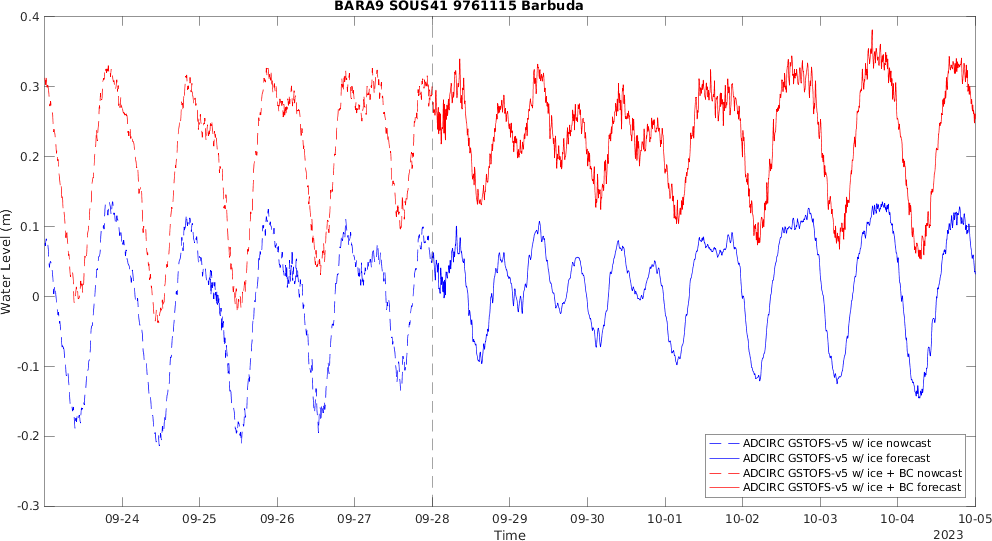 BARA9 SOUS41 9761115 Barbuda
0.4
0.3
0.2
0.1
0
-0.1
-0.2
-0.3
Water Level (m)
ADCIRC GSTOFS-v5 w/ ice nowcast
ADCIRC GSTOFS-v5 w/ ice forecast
ADCIRC GSTOFS-v5 w/ ice + BC nowcast
ADCIRC GSTOFS-v5 w/ ice + BC forecast
09-24 09-25 09-26 09-27 09-28 09-29 09-30 10-01 10-02 10-03 10-04 10-05
Time
2023